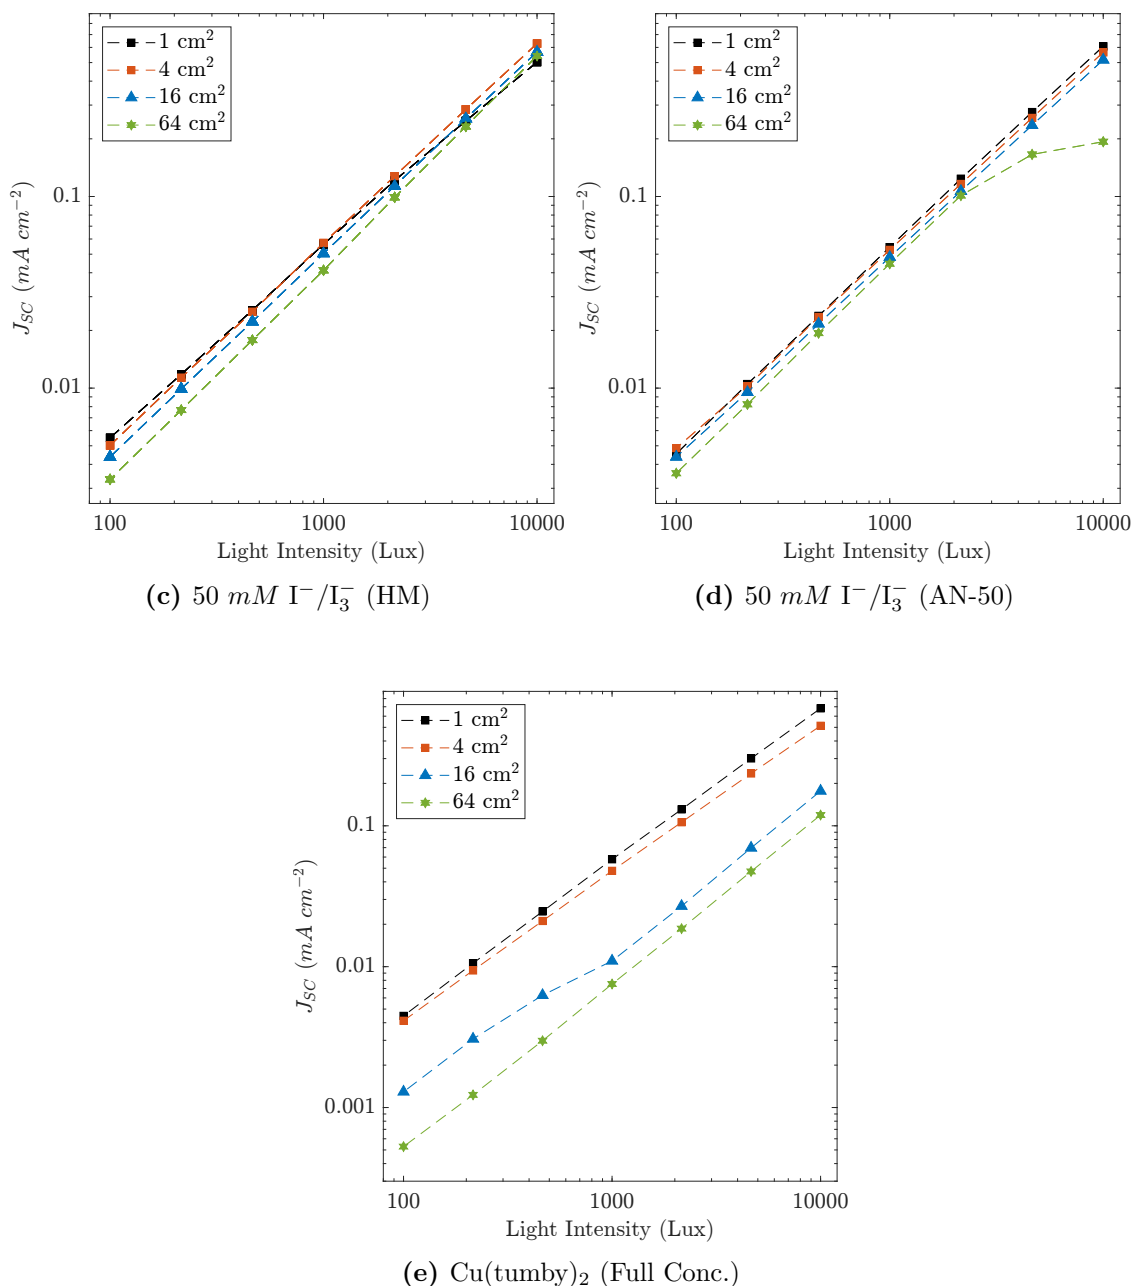 1 cm²
4 cm²
16 cm²
64 cm²
0.1
0.01
J_SC (mA cm⁻²)
100 1000 10000
Light Intensity (Lux)
(c) 50 mM I⁻/I₃⁻ (HM)
1 cm²
4 cm²
16 cm²
64 cm²
0.1
0.01
J_SC (mA cm⁻²)
100 1000 10000
Light Intensity (Lux)
(d) 50 mM I⁻/I₃⁻ (AN-50)
1 cm²
4 cm²
16 cm²
64 cm²
0.1
0.01
0.001
J_SC (mA cm⁻²)
100 1000 10000
Light Intensity (Lux)
(e) Cu(tumby)₂ (Full Conc.)